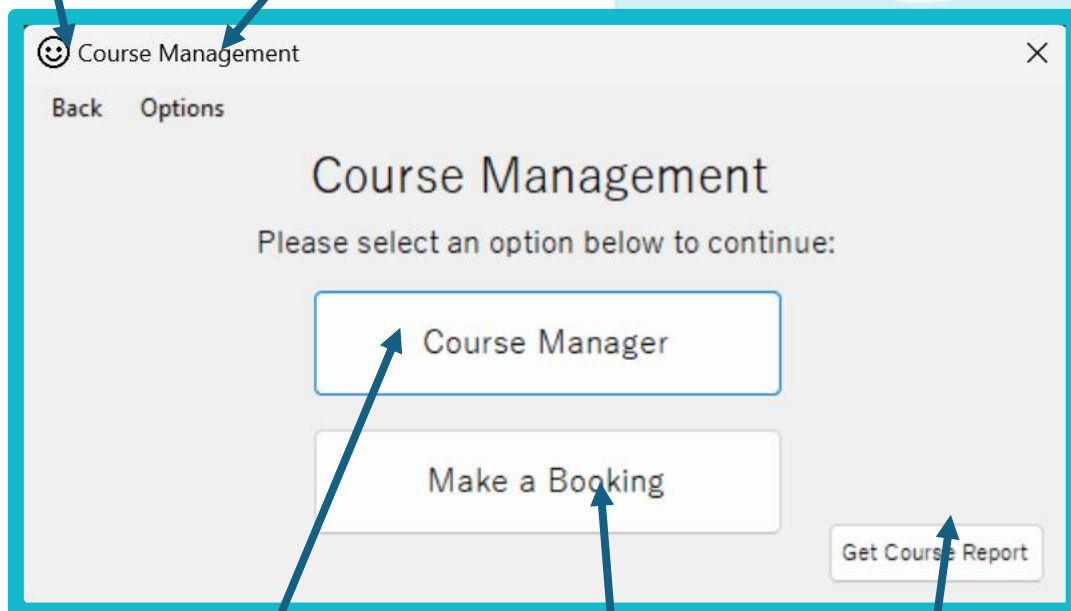 Course Management
Back Options
Course Management
Please select an option below to continue:
Course Manager
Make a Booking
Get Course Report